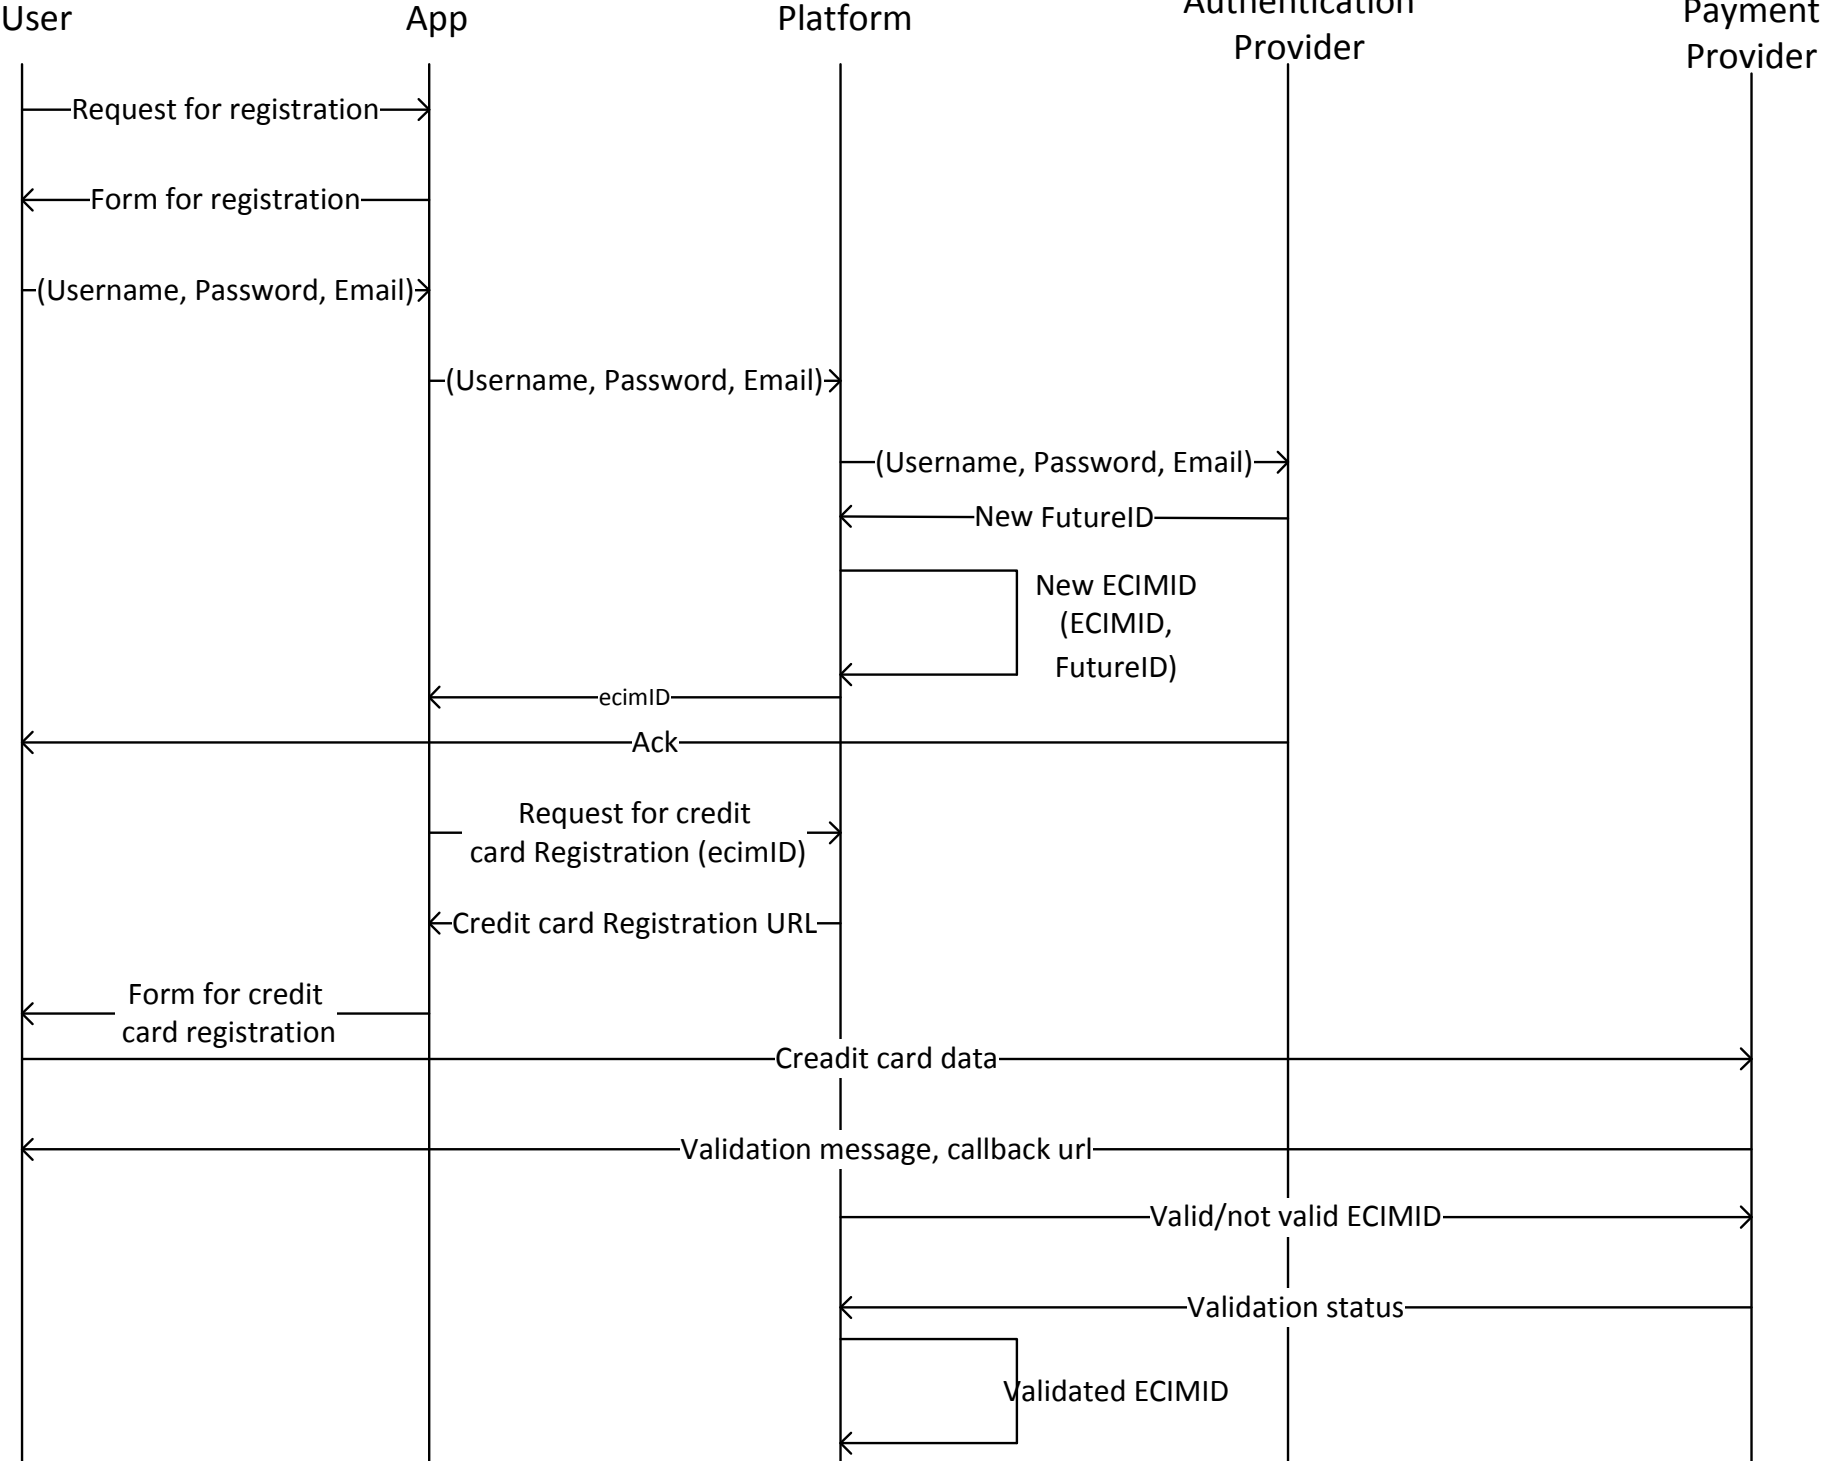 User
App
Platform
Authentication
Provider
Payment
Provider
Request for registration
Form for registration
(Username, Password, Email)
(Username, Password, Email)
(Username, Password, Email)
New FutureID
New ECIMID
(ECIMID,
FutureID)
ecimID
Ack
Request for credit
card Registration (ecimID)
Credit card Registration URL
Form for credit
card registration
Creadit card data
Validation message, callback url
Valid/not valid ECIMID
Validation status
Validated ECIMID